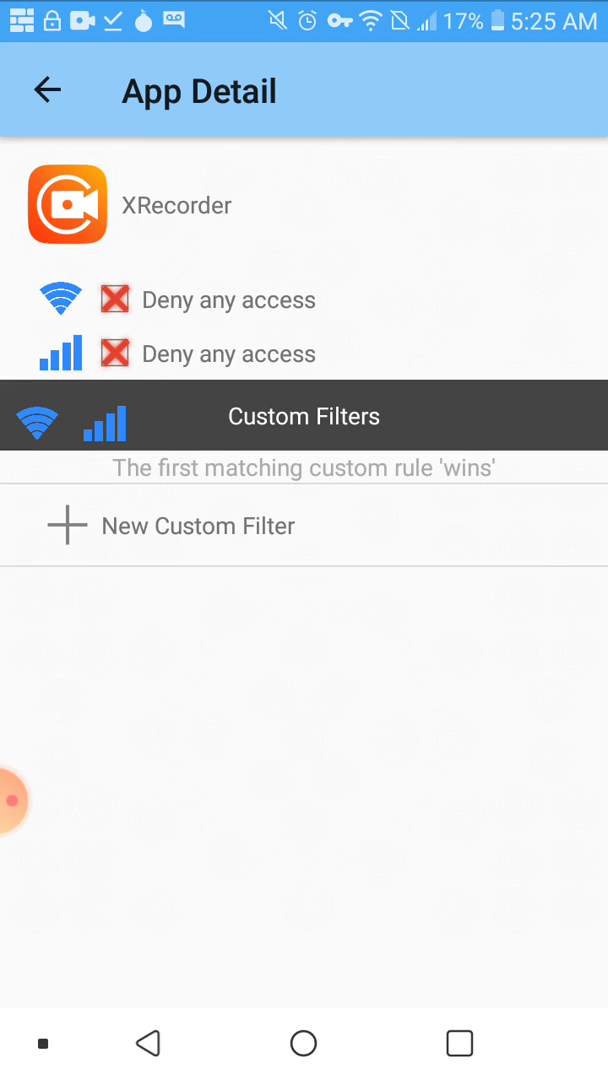 17% 5:25 AM
App Detail
XRecorder
Deny any access
Deny any access
Custom Filters
The first matching custom rule 'wins'
New Custom Filter